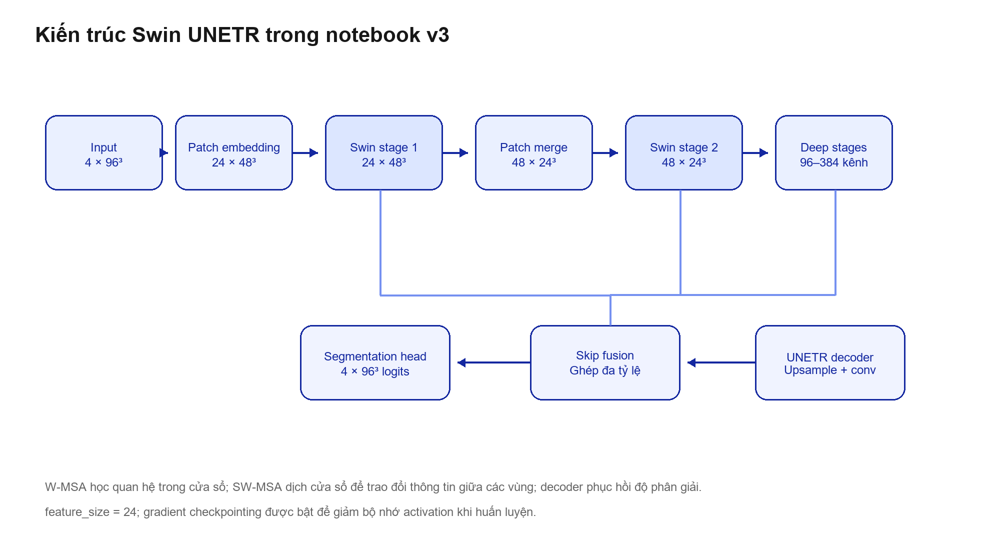 Kiến trúc Swin UNETR trong notebook v3
Input
4 × 96³
Patch embedding
24 × 48³
Swin stage 1
24 × 48³
Patch merge
48 × 24³
Swin stage 2
48 × 24³
Deep stages
96–384 kênh
Segmentation head
4 × 96³ logits
Skip fusion
Ghép đa tỷ lệ
UNETR decoder
Upsample + conv
W-MSA học quan hệ trong cửa sổ; SW-MSA dịch cửa sổ để trao đổi thông tin giữa các vùng; decoder phục hồi độ phân giải.
feature_size = 24; gradient checkpointing được bật để giảm bộ nhớ activation khi huấn luyện.